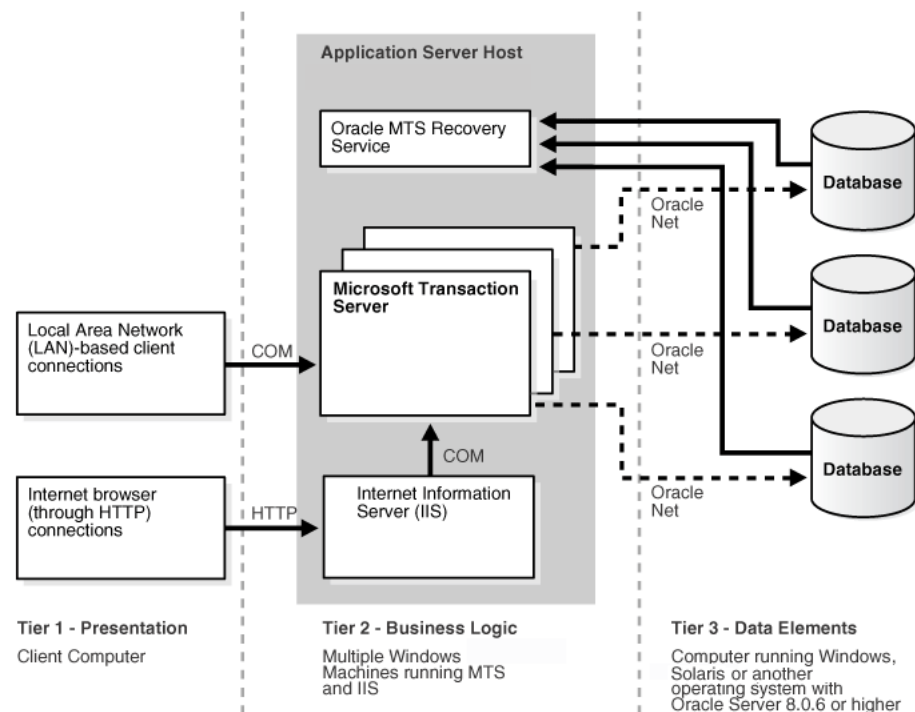 Application Server Host
Oracle MTS Recovery
Service
Database
Oracle
Net
Microsoft Transaction
Server
Local Area Network
(LAN)-based client
connections
COM
Database
Oracle
Net
COM
Database
Internet browser
(through HTTP)
connections
HTTP
Internet Information
Server (IIS)
Oracle
Net
Tier 1 - Presentation
Client Computer
Tier 2 - Business Logic
Multiple Windows
Machines running MTS
and IIS
Tier 3 - Data Elements
Computer running Windows,
Solaris or another
operating system with
Oracle Server 8.0.6 or higher